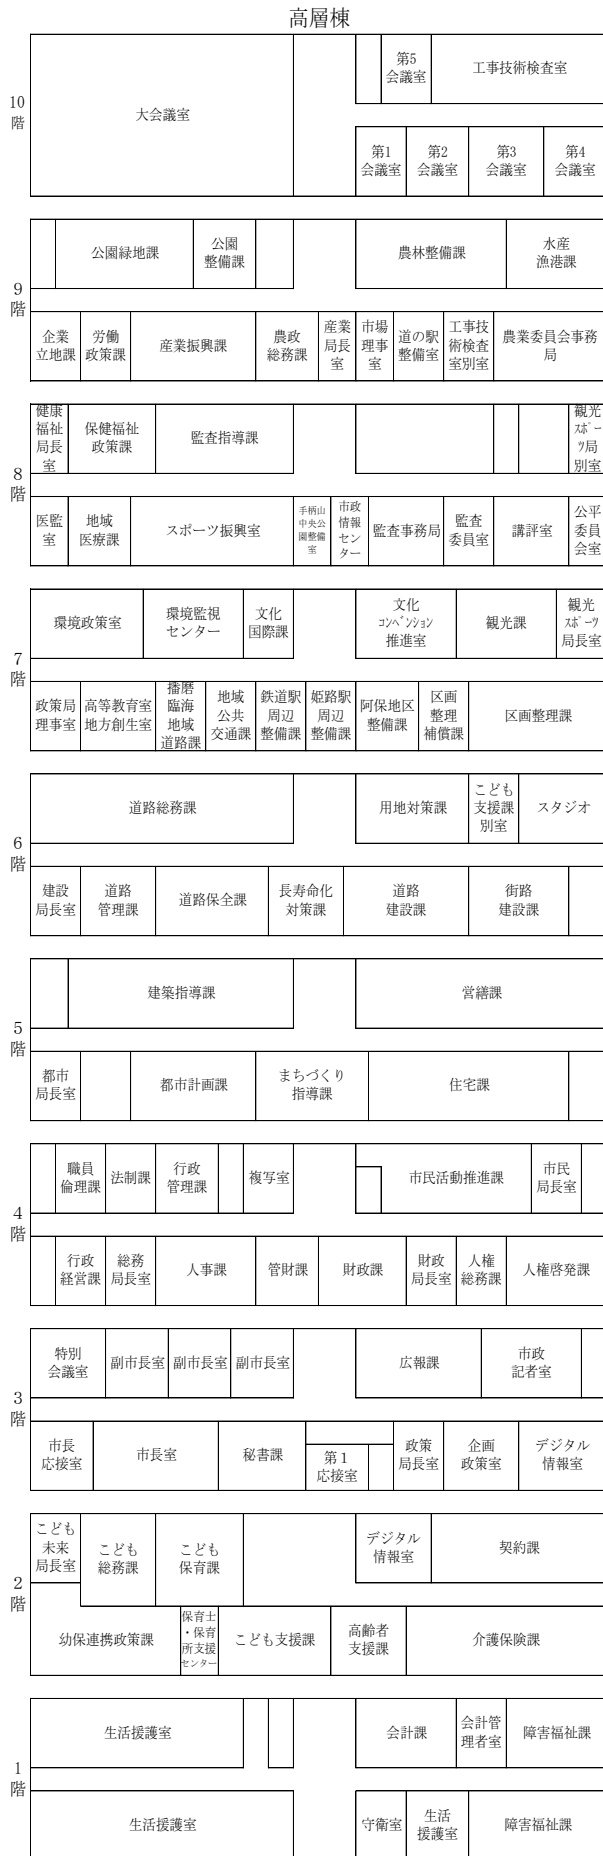 高層棟
10
階
大会議室
第5
会議室
工事技術検査室
第1
会議室
第2
会議室
第3
会議室
第4
会議室
9
階
公園緑地課
公園
整備課
農林整備課
水産
漁港課
企業
立地課
労働
政策課
産業振興課
農政
総務課
産業
局長
室
市場
理事
室
道の駅
整備室
工事技
術検査
室別室
農業委員会事務
局
8
階
健康
福祉
局長
室
保健福祉
政策課
監査指導課
観光
スポー
ツ局
別室
医監
室
地域
医療課
スポーツ振興室
手柄山
中央公
園整備
室
市政
情報
セン
ター
監査事務局
監査
委員室
講評室
公平
委員
会室
7
階
環境政策室
環境監視
センター
文化
国際課
文化
コンベンション
推進室
観光課
観光
スポーツ
局長室
政策局
理事室
高等教育室
地方創生室
播磨
臨海
地域
道路課
地域
公共
交通課
鉄道駅
周辺
整備課
姫路駅
周辺
整備課
阿保地区
整備課
区画
整理
補償課
区画整理課
6
階
道路総務課
用地対策課
こども
支援課
別室
スタジオ
建設
局長室
道路
管理課
道路保全課
長寿命化
対策課
道路
建設課
街路
建設課
5
階
建築指導課
営繕課
都市
局長室
都市計画課
まちづくり
指導課
住宅課
4
階
職員
倫理課
法制課
行政
管理課
複写室
市民活動推進課
市民
局長室
行政
経営課
総務
局長室
人事課
管財課
財政課
財政
局長室
人権
総務課
人権啓発課
3
階
特別
会議室
副市長室
副市長室
副市長室
広報課
市政
記者室
市長
応接室
市長室
秘書課
第1
応接室
政策
局長室
企画
政策室
デジタル
情報室
2
階
こども
未来
局長室
こども
総務課
こども
保育課
デジタル
情報室
契約課
幼保連携政策課
保育士
・保育
所支援
センター
こども支援課
高齢者
支援課
介護保険課
1
階
生活援護室
会計課
会計管
理者室
障害福祉課
生活援護室
守衛室
生活
援護室
障害福祉課